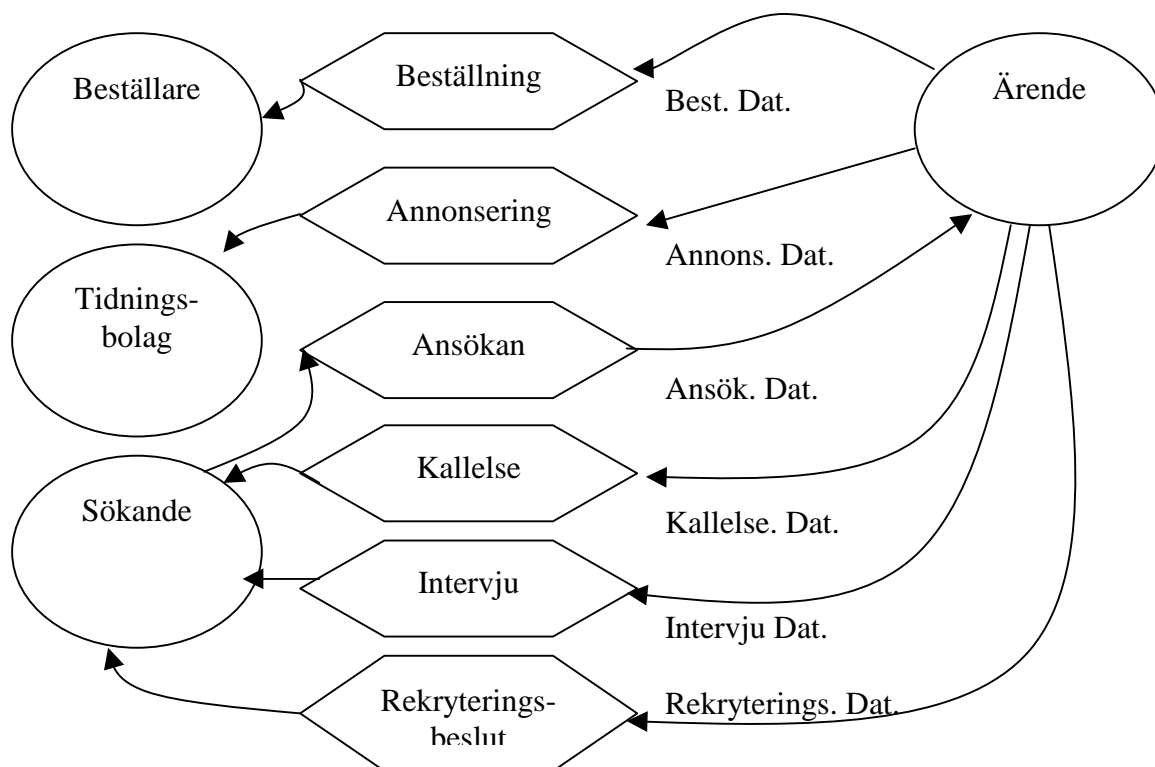 Beställare
Beställning
Ärende
Best. Dat.
Annonsering
Annons. Dat.
Tidnings-
bolag
Ansökan
Ansök. Dat.
Kallelse
Sökande
Kallelse. Dat.
Intervju
Intervju Dat.
Rekryterings-
beslut
Rekryterings. Dat.